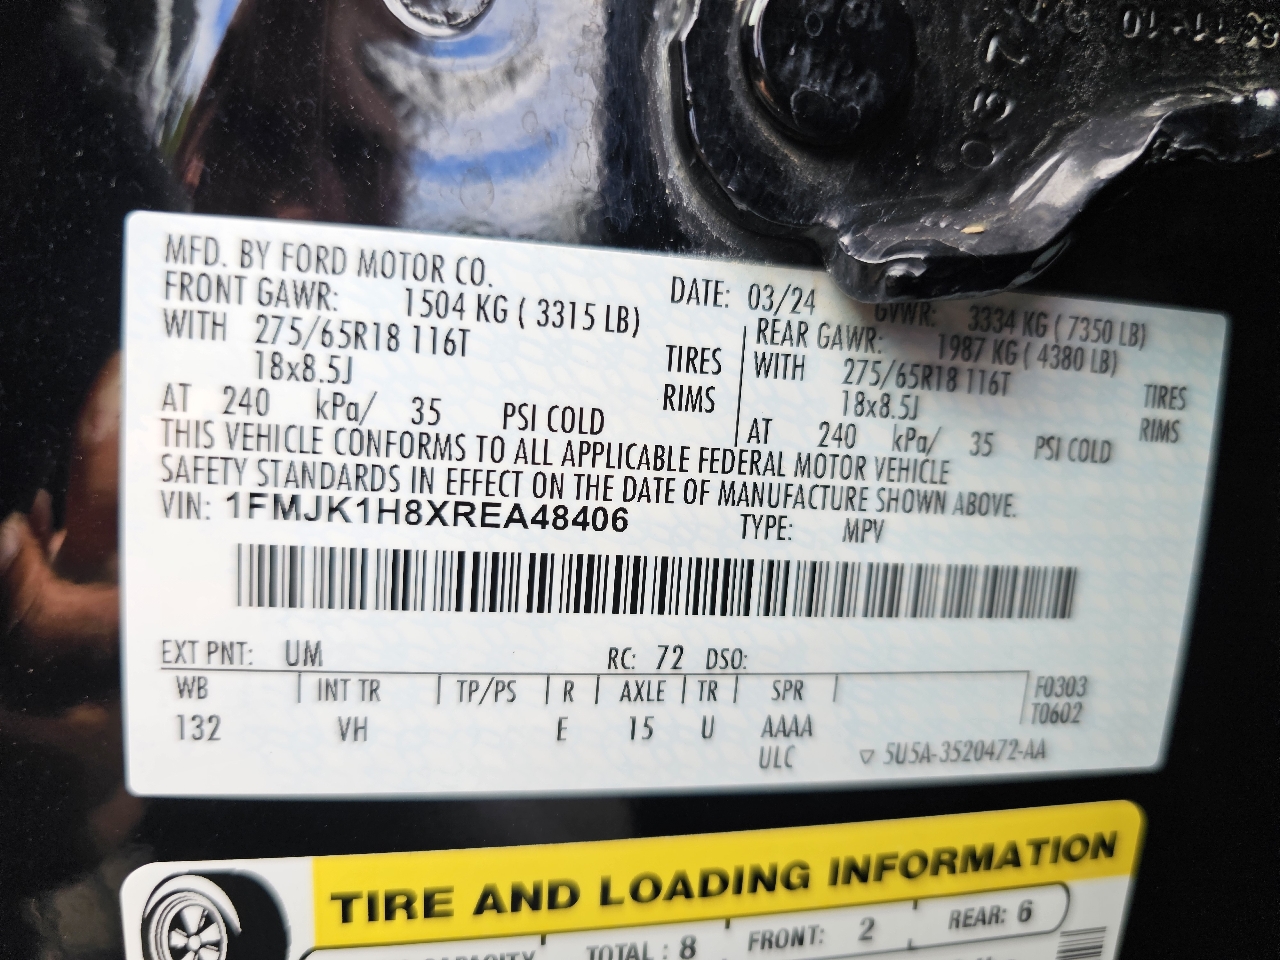 MFD. BY FORD MOTOR CO.
DATE: 03/24 GVWR: 3334 KG ( 7350 LB)
FRONT GAWR: 1504 KG ( 3315 LB) REAR GAWR: 1987 KG ( 4380 LB)
WITH 275/65R18 116T TIRES WITH 275/65R18 116T TIRES
18x8.5J RIMS 18x8.5J RIMS
AT 240 kPa/ 35 PSI COLD AT 240 kPa/ 35 PSI COLD
THIS VEHICLE CONFORMS TO ALL APPLICABLE FEDERAL MOTOR VEHICLE
SAFETY STANDARDS IN EFFECT ON THE DATE OF MANUFACTURE SHOWN ABOVE.
VIN: 1FMJK1H8XREA48406 TYPE: MPV
EXT PNT: UM RC: 72 DSO:
WB INT TR TP/PS R AXLE TR SPR F0303
132 VH E 15 U AAAA T0602
ULC ▽ 5U5A-3520472-AA
TIRE AND LOADING INFORMATION
TOTAL : 8 FRONT: 2 REAR: 6